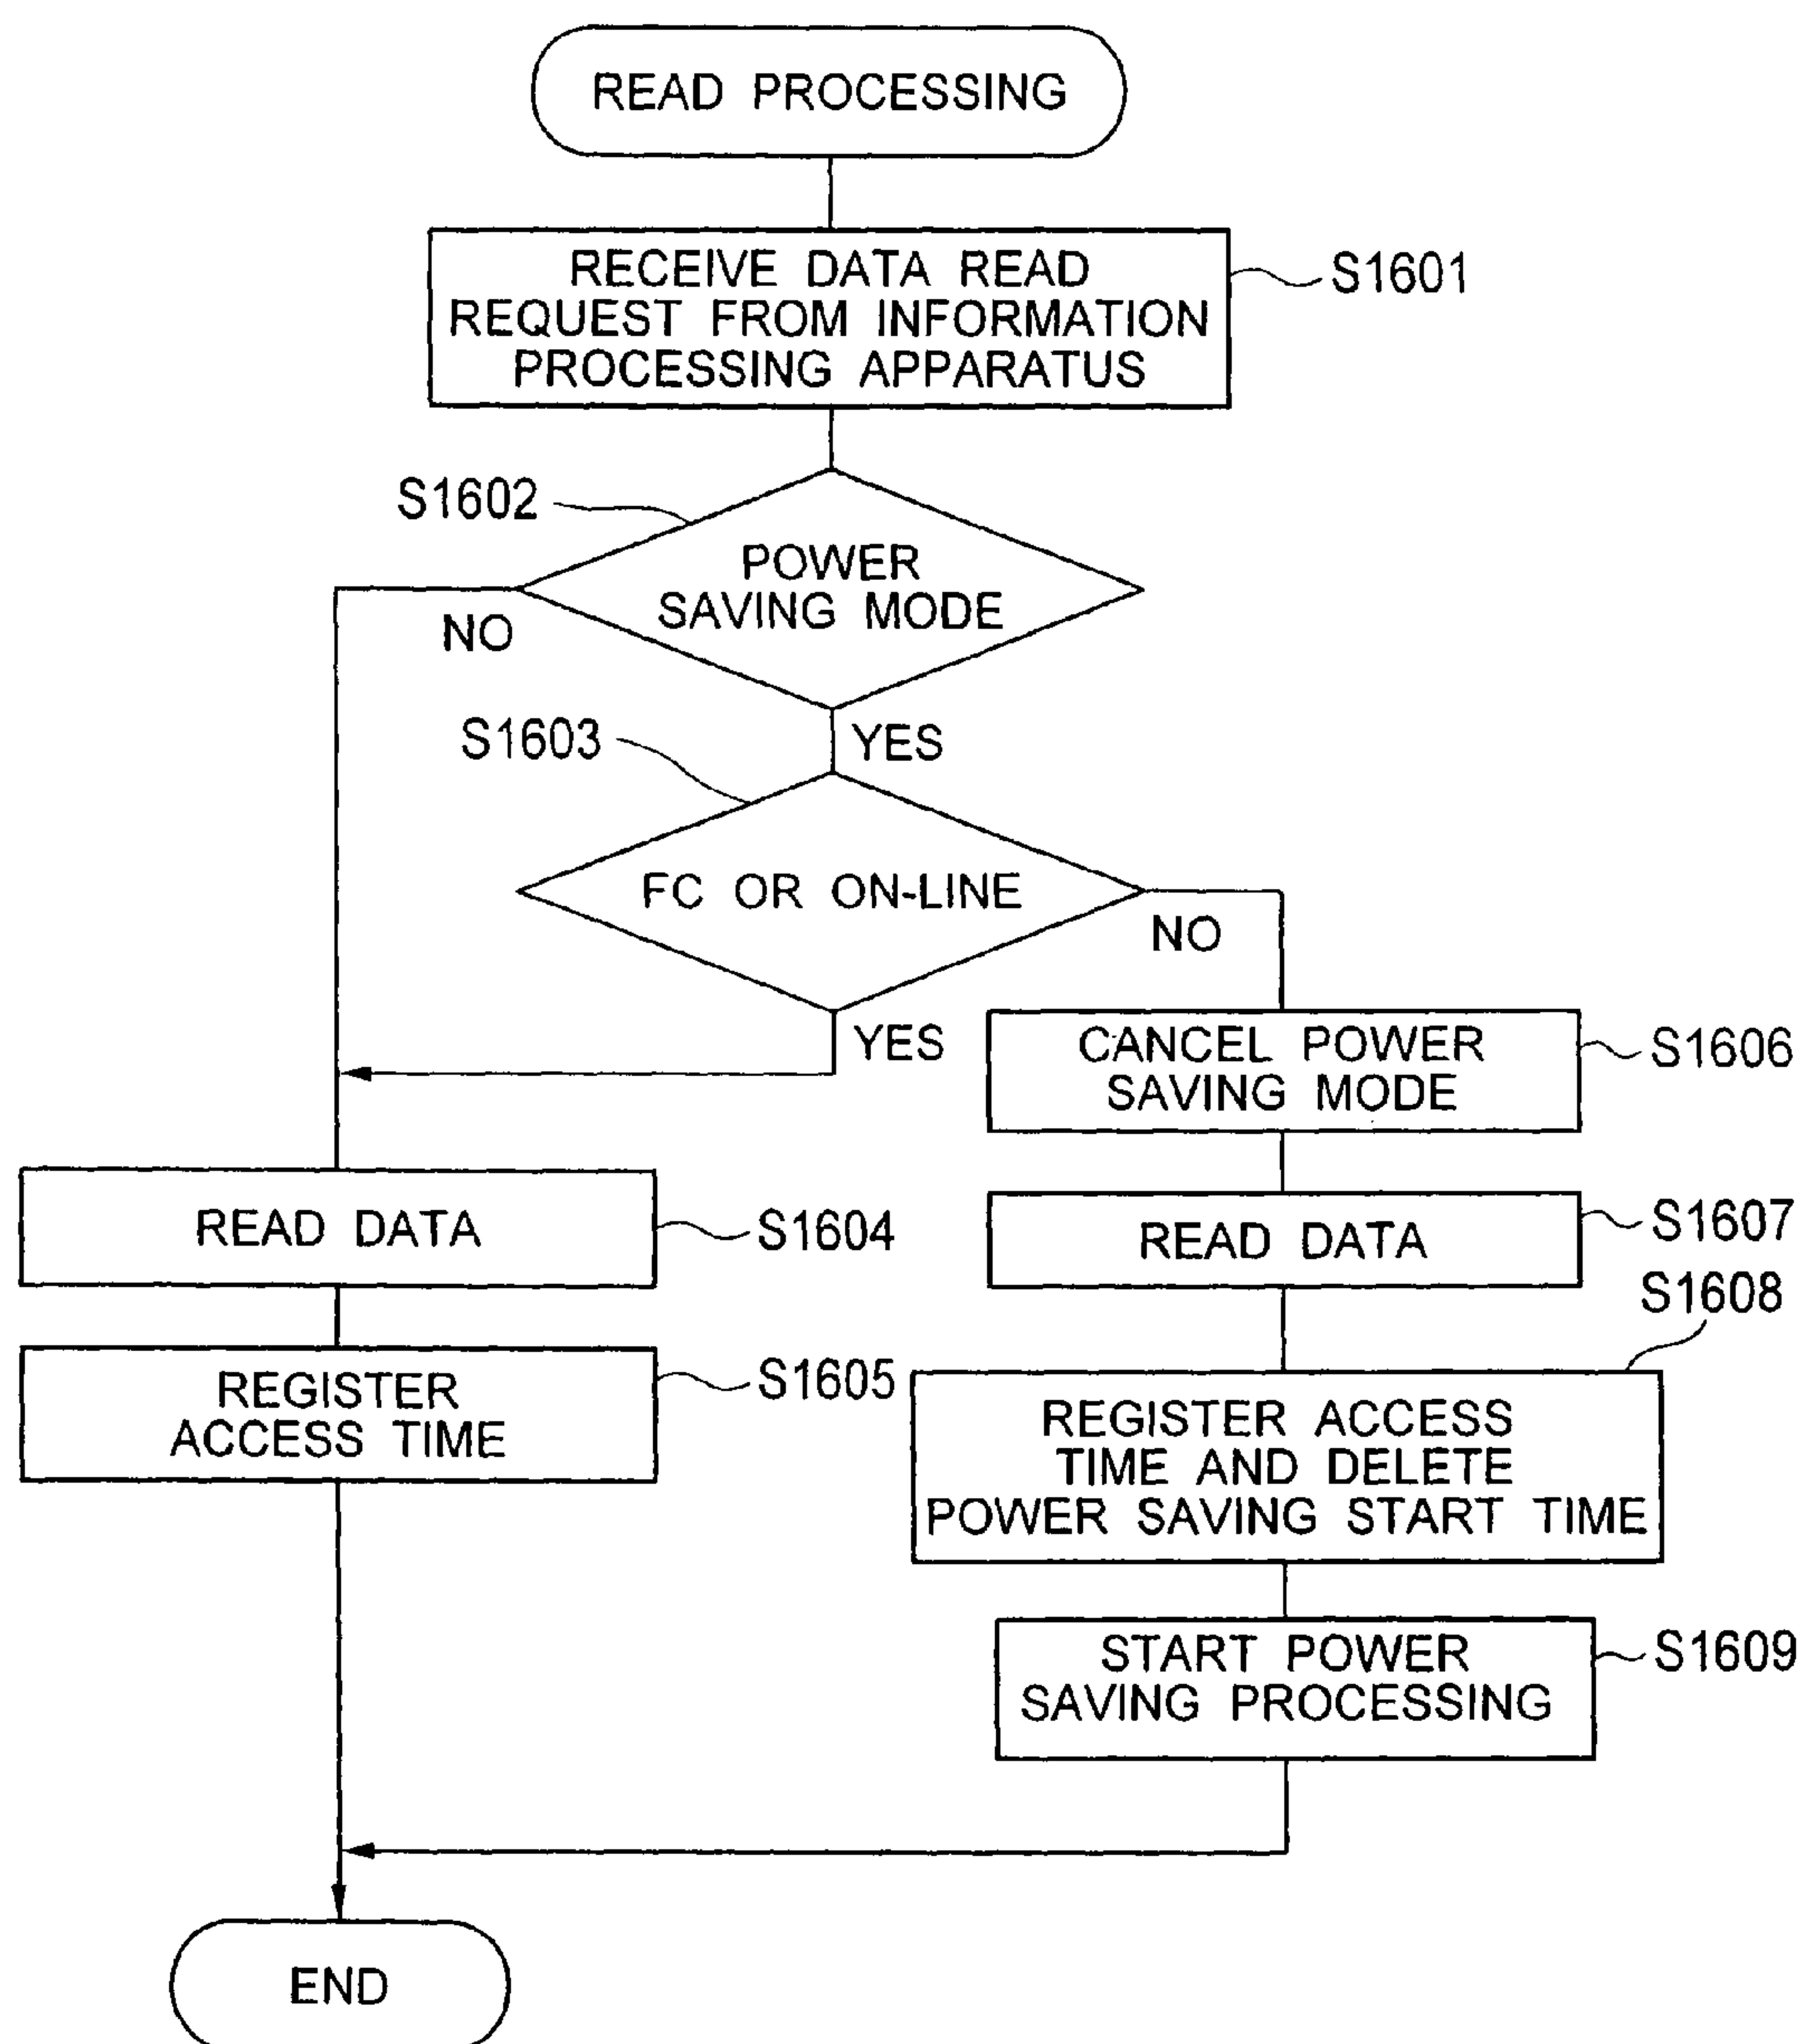 READ PROCESSING
RECEIVE DATA READ
REQUEST FROM INFORMATION
PROCESSING APPARATUS
S1601
S1602
POWER
SAVING MODE
NO
YES
S1603
FC OR ON-LINE
NO
YES
CANCEL POWER
SAVING MODE
S1606
READ DATA
S1604
READ DATA
S1607
REGISTER
ACCESS TIME
S1605
S1608
REGISTER ACCESS
TIME AND DELETE
POWER SAVING START TIME
START POWER
SAVING PROCESSING
S1609
END